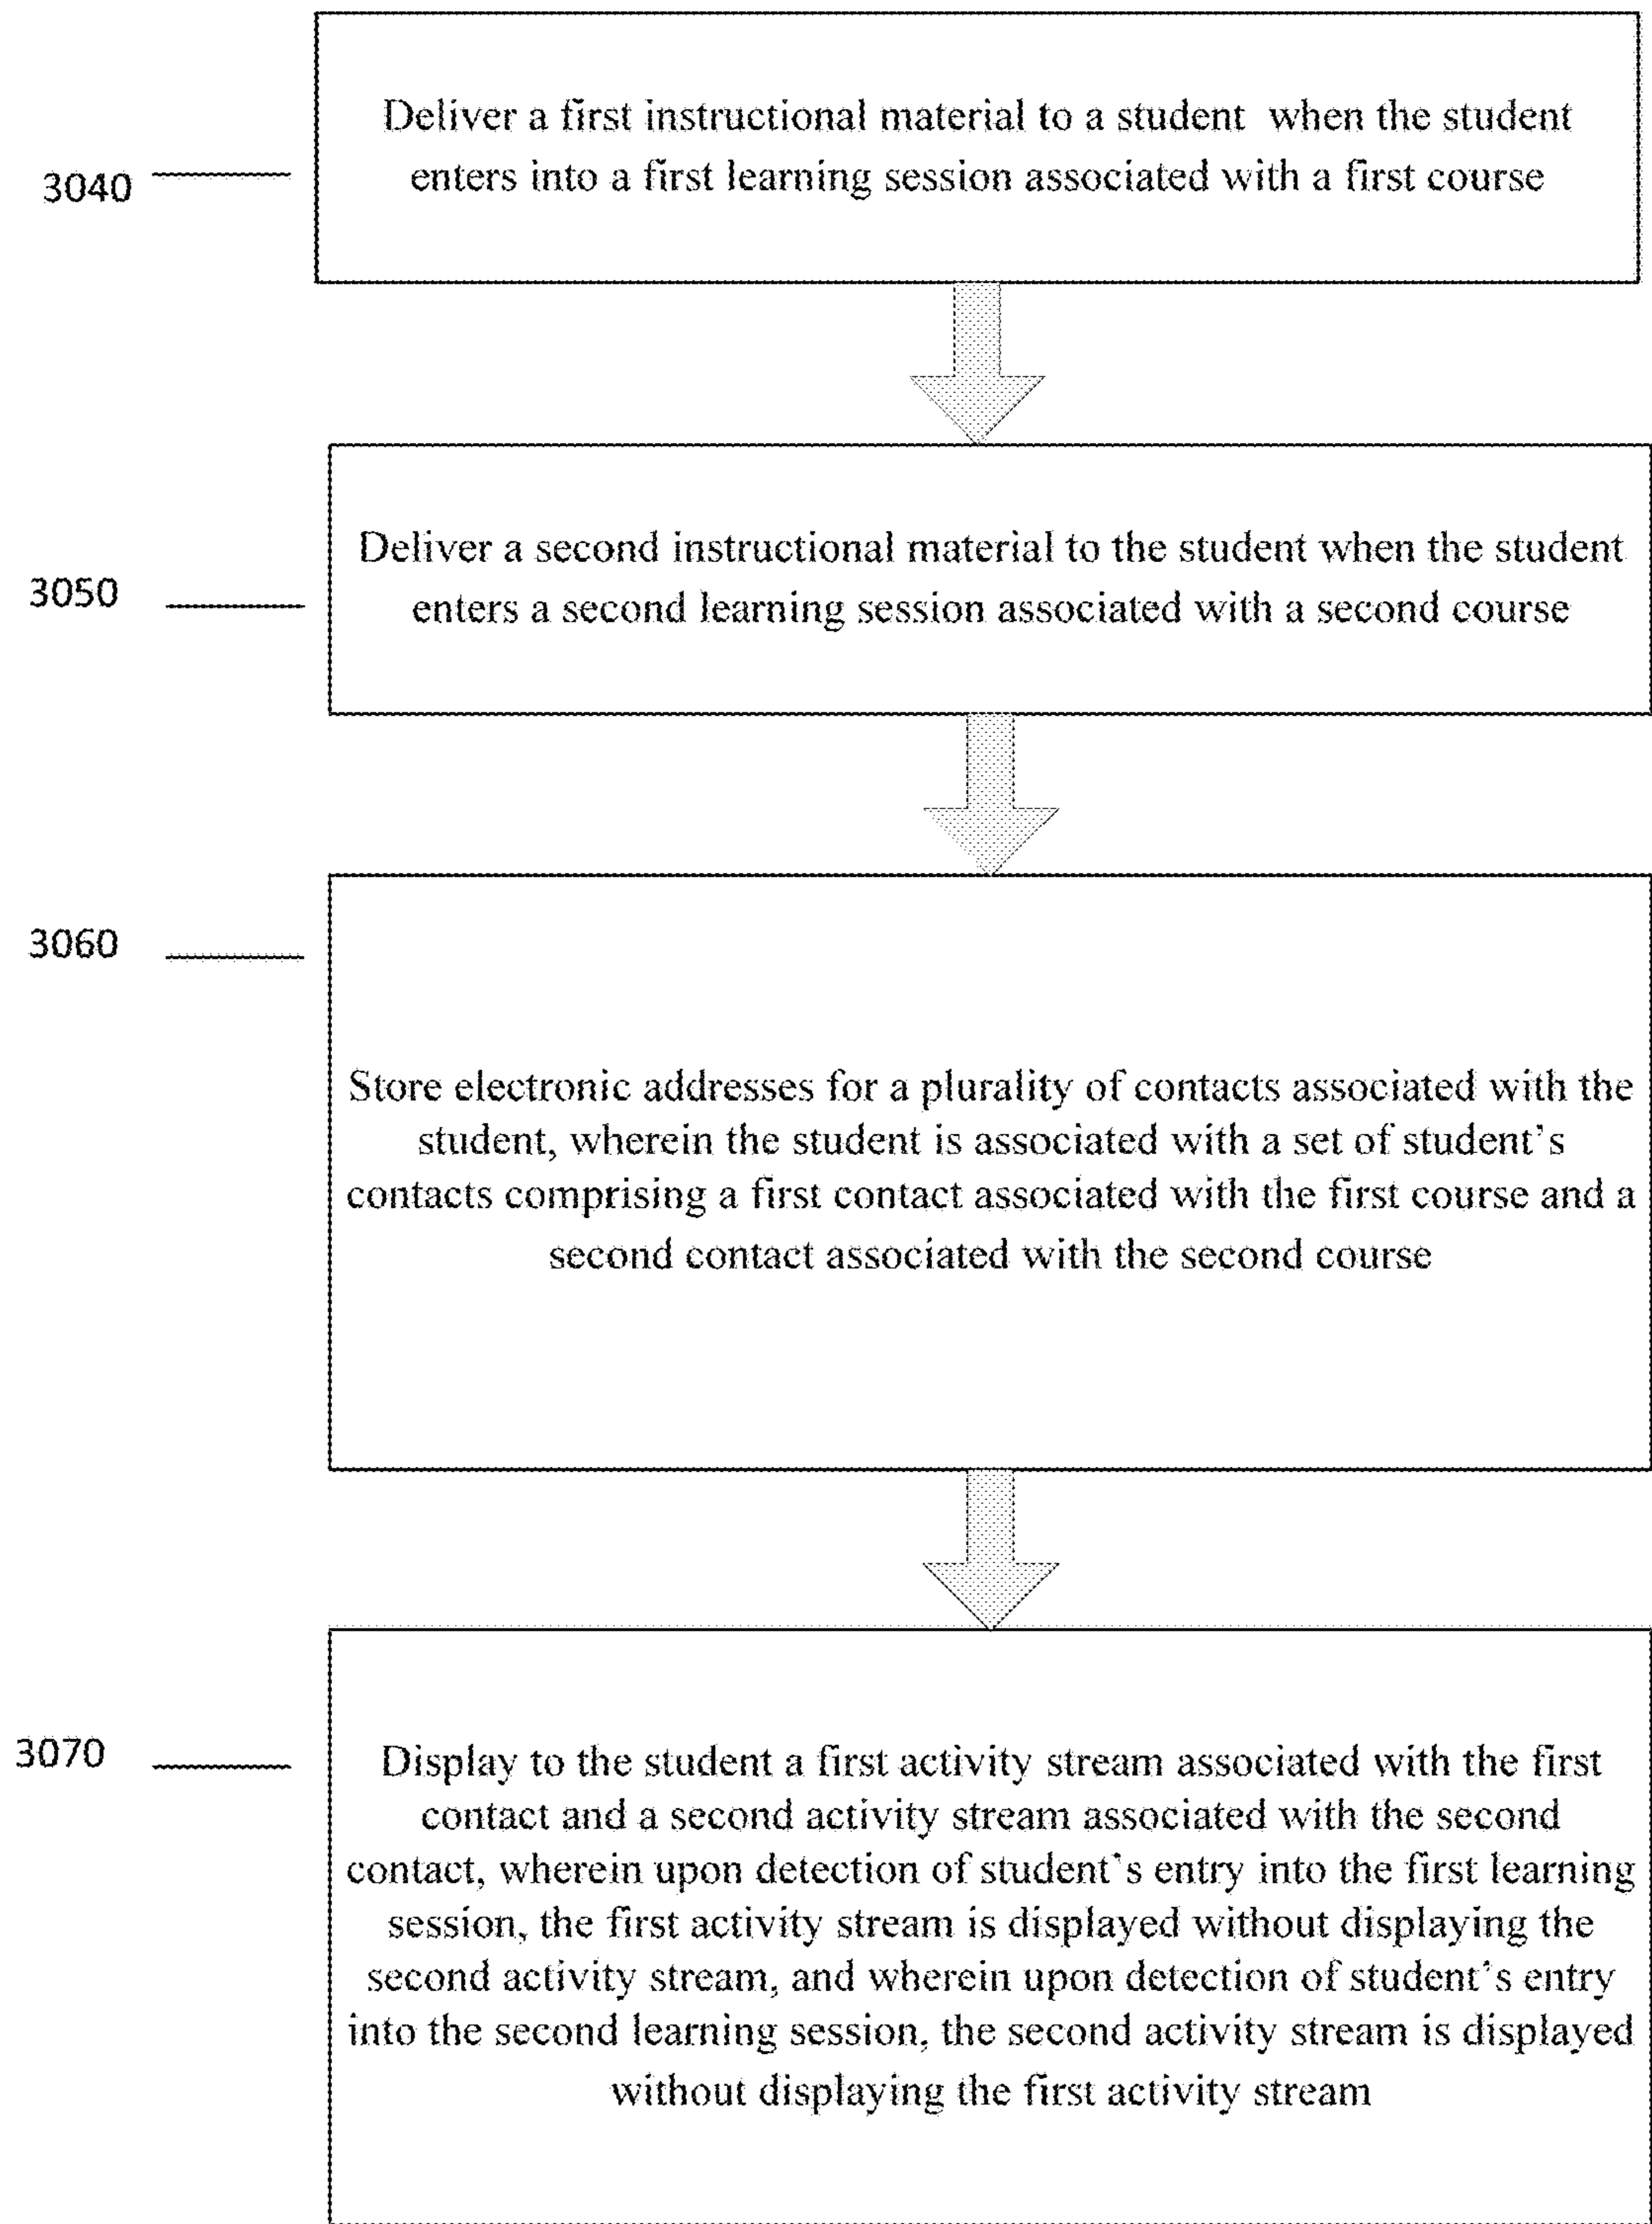 Deliver a first instructional material to a student when the student
3040
enters into a first learning session associated with a first course
Deliver a second instructional material to the student when the student
3050
enters a second learning session associated with a second course
3060
Store electronic addresses for a plurality of contacts associated with the
student, wherein the student is associated with a set of student's
contacts comprising a first contact associated with the first course and a
second contact associated with the second course
3070
Display to the student a first activity stream associated with the first
contact and a second activity stream associated with the second
contact, wherein upon detection of student's entry into the first learning
session, the first activity stream is displayed without displaying the
second activity stream, and wherein upon detection of student's entry
into the second learning session, the second activity stream is displayed
without displaying the first activity stream